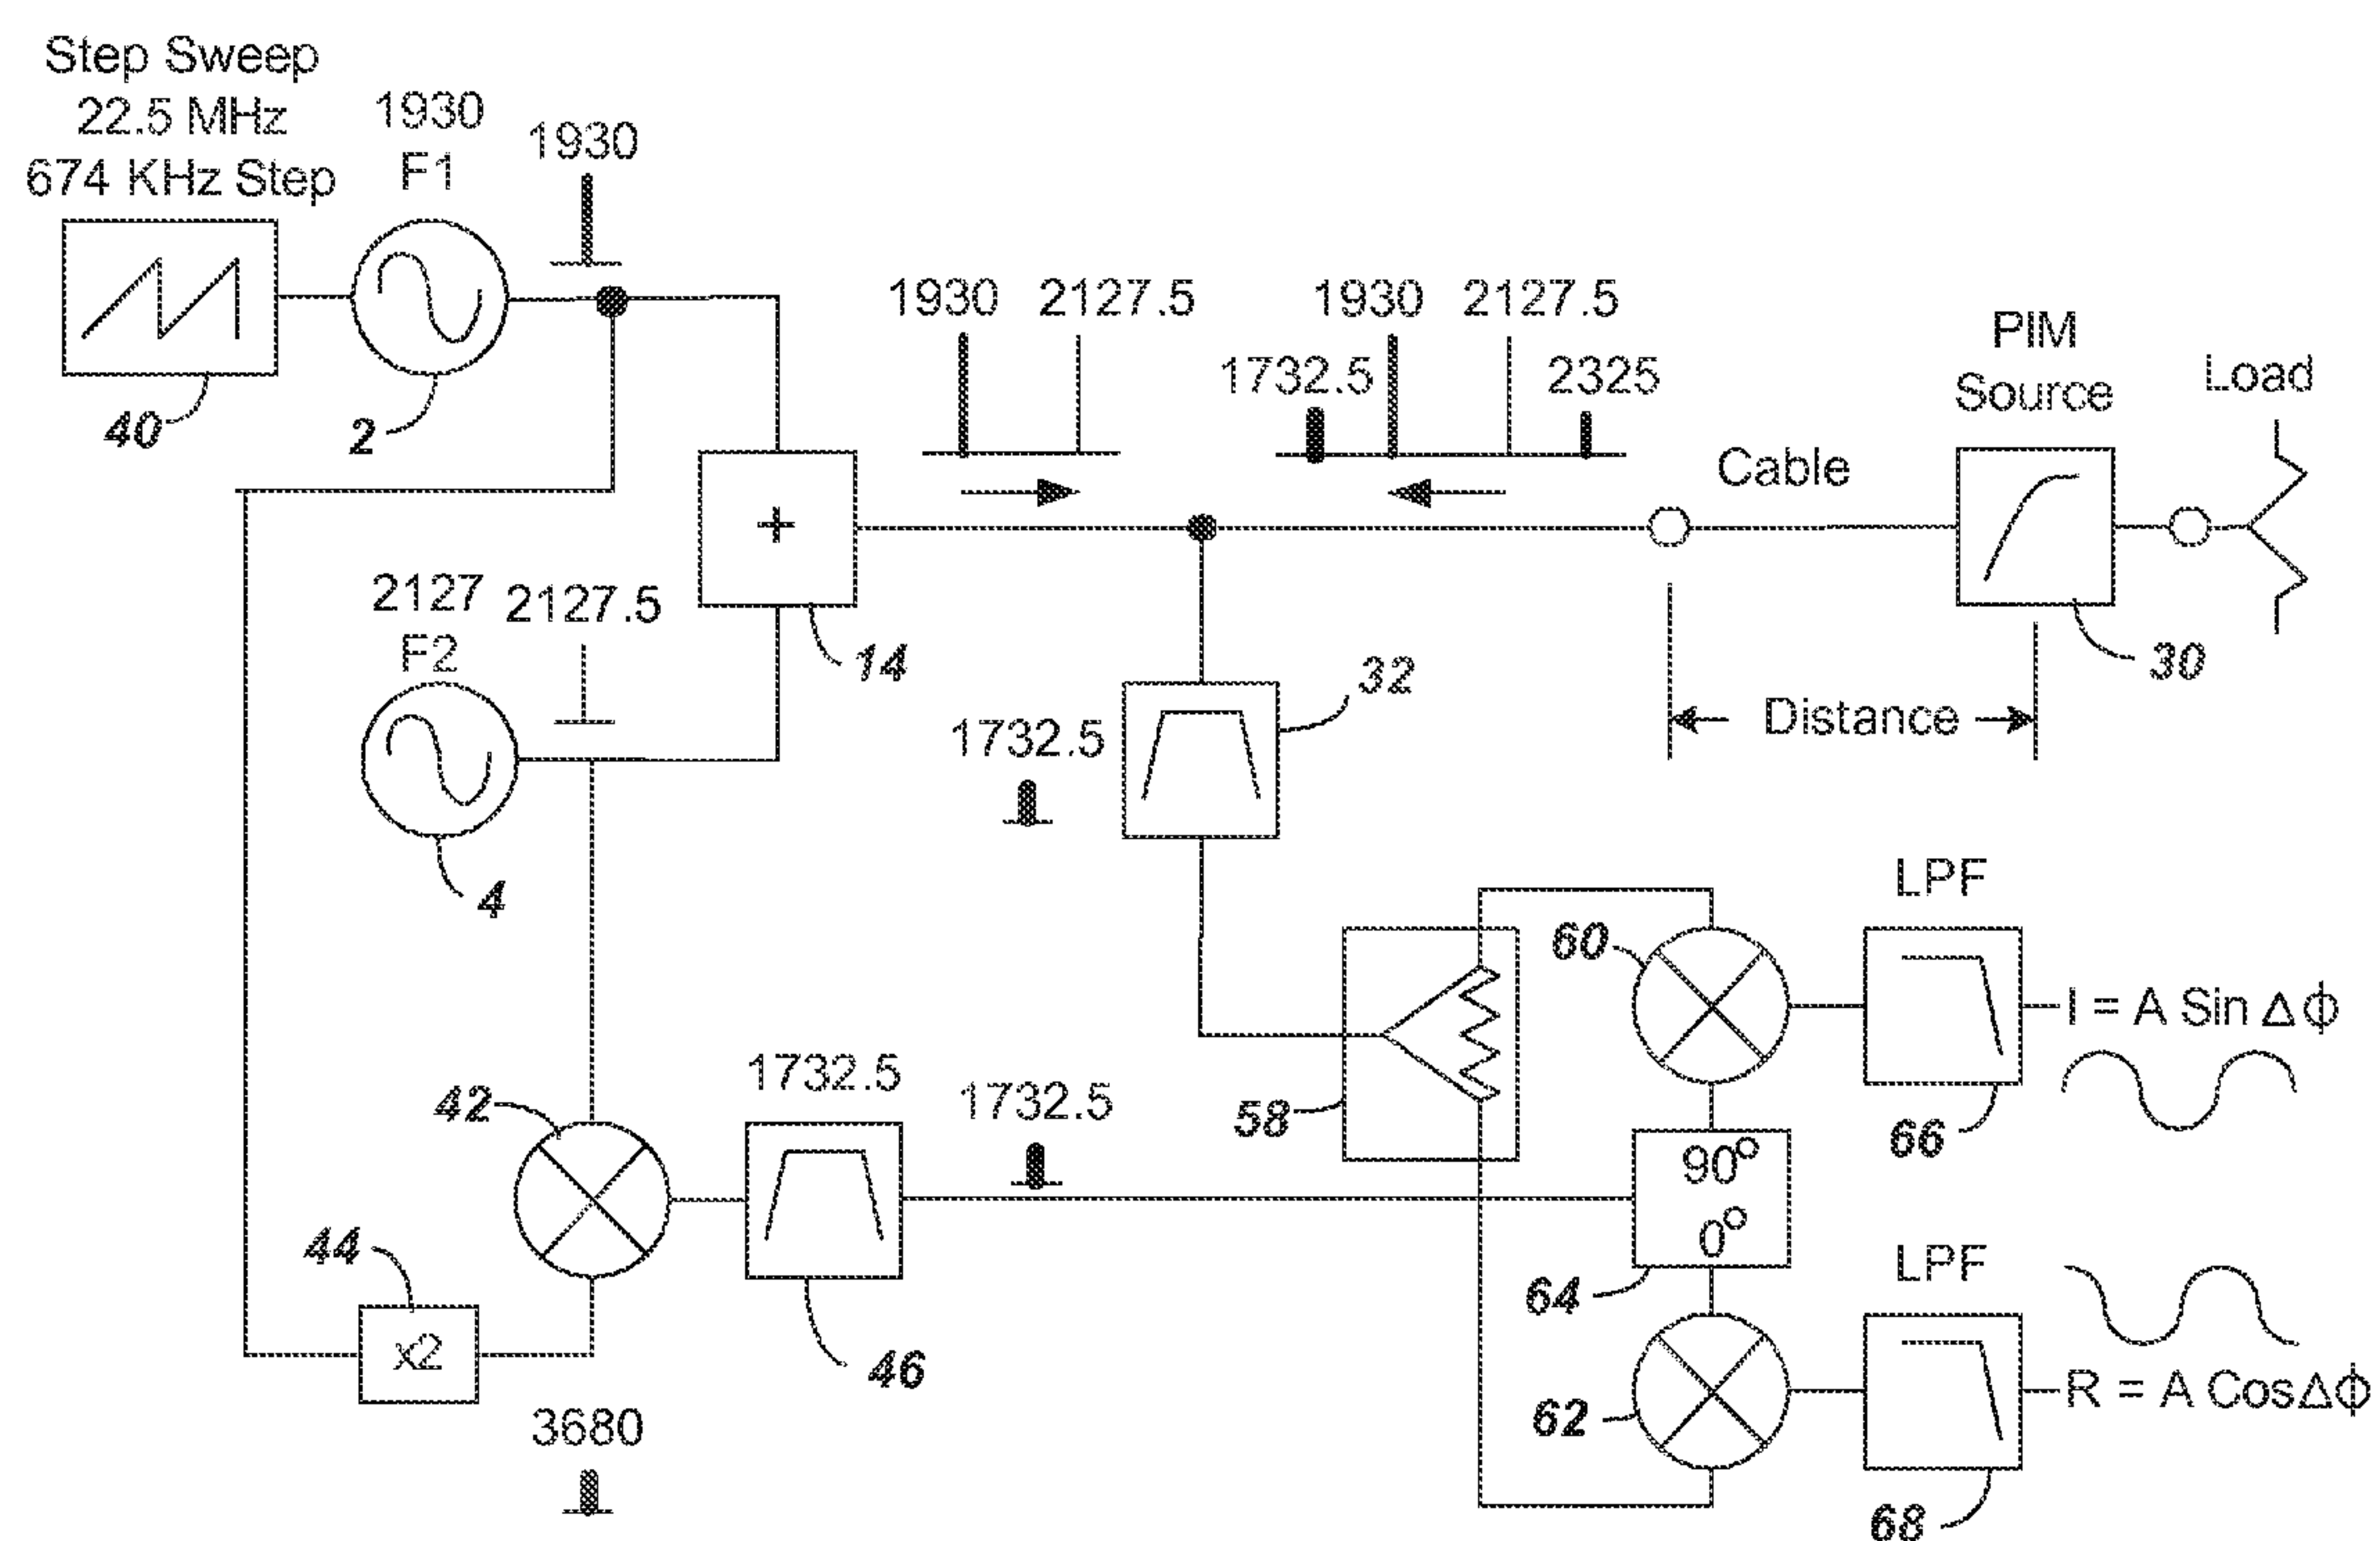 Step Sweep
22.5 MHz
674 KHz Step
1930
F1
1930
40
2
1930
2127.5
1930
2127.5
1732.5
2325
PIM
Source
Load
Cable
+
2127
F2
2127.5
14
32
30
Distance
1732.5
4
LPF
60
I = A Sin Δϕ
42
1732.5
1732.5
58
66
90°
0°
44
64
LPF
x2
46
62
R = A CosΔϕ
3680
68